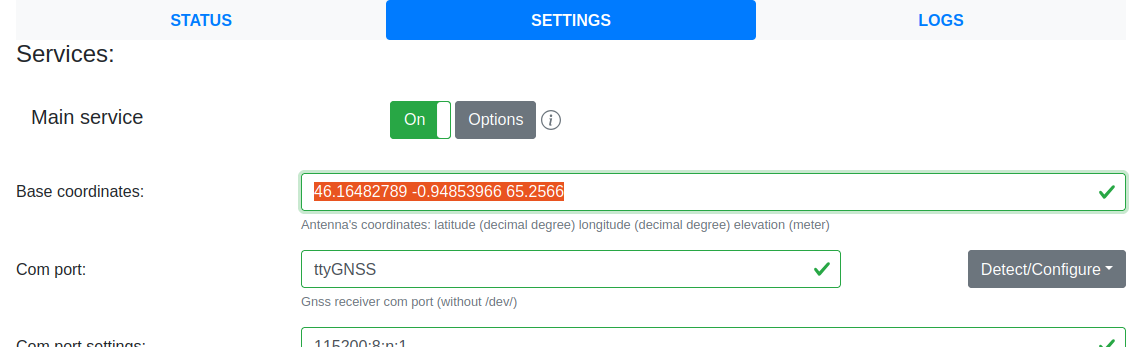 STATUS SETTINGS LOGS
Services:
Main service On Options
Base coordinates: 46.16482789 -0.94853966 65.2566
Antenna's coordinates: latitude (decimal degree) longitude (decimal degree) elevation (meter)
Com port: ttyGNSS Detect/Configure
Gnss receiver com port (without /dev/)
Com port settings: 115200:8:n:1